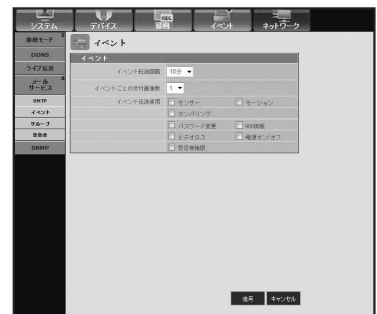 システム
デバイス
録画
イベント
ネットワーク
接続モード
DDNS
ライブ伝送
メール
サービス
SMTP
イベント
グループ
受信者
SNMP
イベント
イベント
イベント転送間隔 10分
イベントごとの添付画像数 1
イベント伝送使用 センサー モーション
タンパリング
パスワード変更 HDD情報
ビデオロス 電源オン/オフ
受信者権限
適用 キャンセル